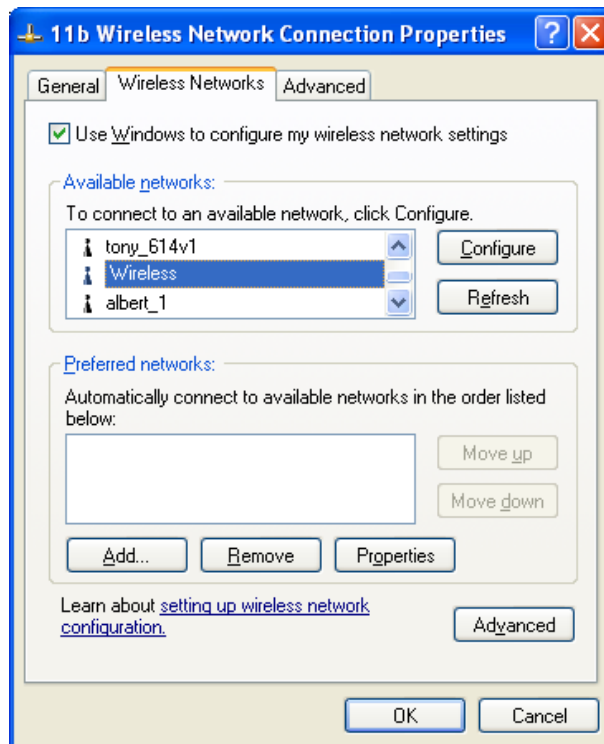 11b Wireless Network Connection Properties
General Wireless Networks Advanced
Use Windows to configure my wireless network settings
Available networks:
To connect to an available network, click Configure.
tony_614v1
Wireless
albert_1
Configure
Refresh
Preferred networks:
Automatically connect to available networks in the order listed
below:
Move up
Move down
Add... Remove Properties
Learn about setting up wireless network
configuration.
Advanced
OK Cancel